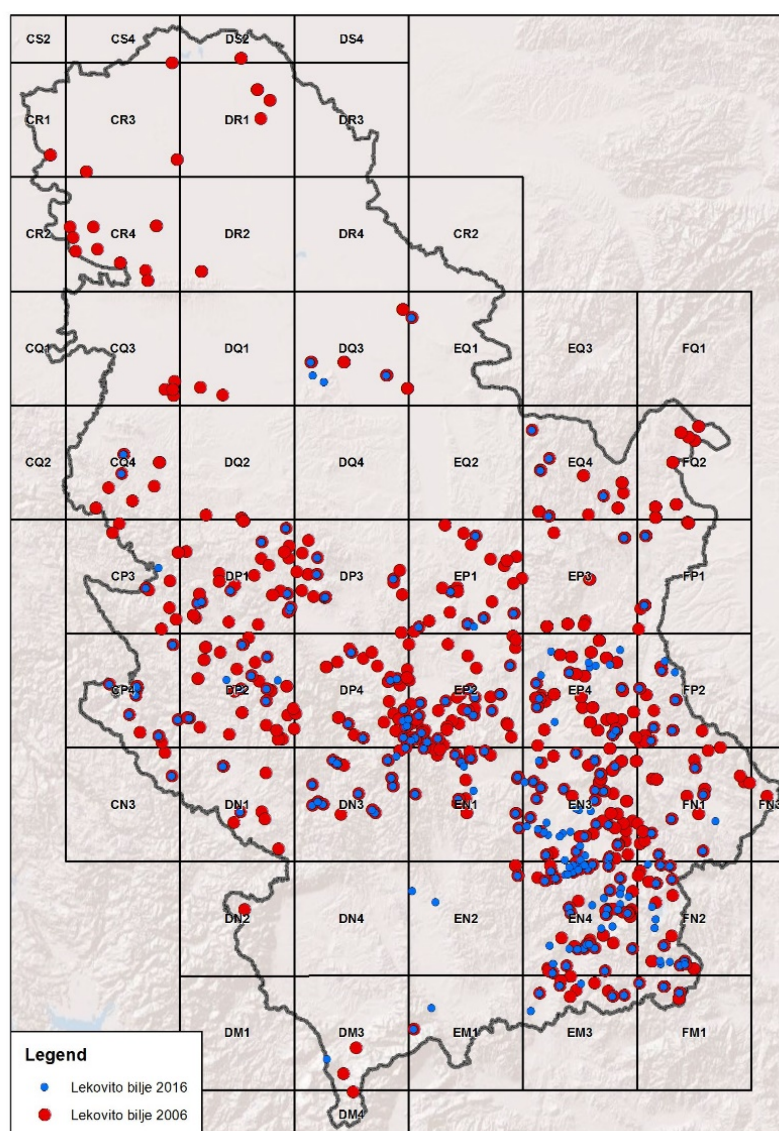 CS2 CS4 DS2 DS4
CR1 CR3 DR1 DR3
CR2 CR4 DR2 DR4 CR2
CQ1 CQ3 DQ1 DQ3 EQ1 EQ3 FQ1
CQ2 CQ4 DQ2 DQ4 EQ2 EQ4 FQ2
CP3 DP1 DP3 EP1 EP3 FP1
CP4 DP2 DP4 EP2 EP4 FP2
CN3 DN1 DN3 EN1 EN3 FN1 FN3
DN2 DN4 EN2 EN4 FN2
DM1 DM3 EM1 EM3 FM1
Legend
Lekovito bilje 2016
Lekovito bilje 2006
DM4